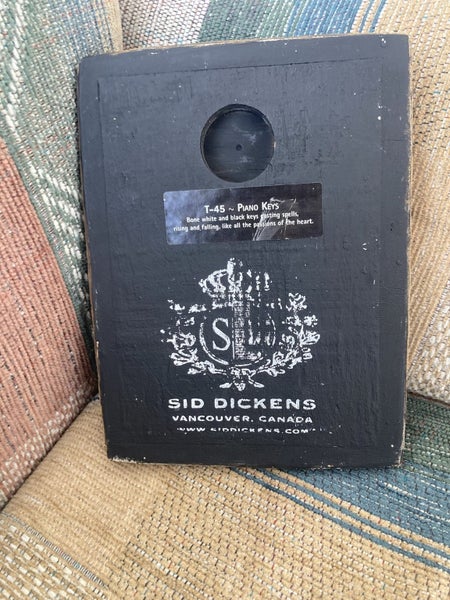 T-45 ~ PIANO KEYS
Bone white and black keys casting spells,
rising and falling, like all the passions of the heart.
S
SID DICKENS
VANCOUVER, CANADA
WWW.SIDDICKENS.COM